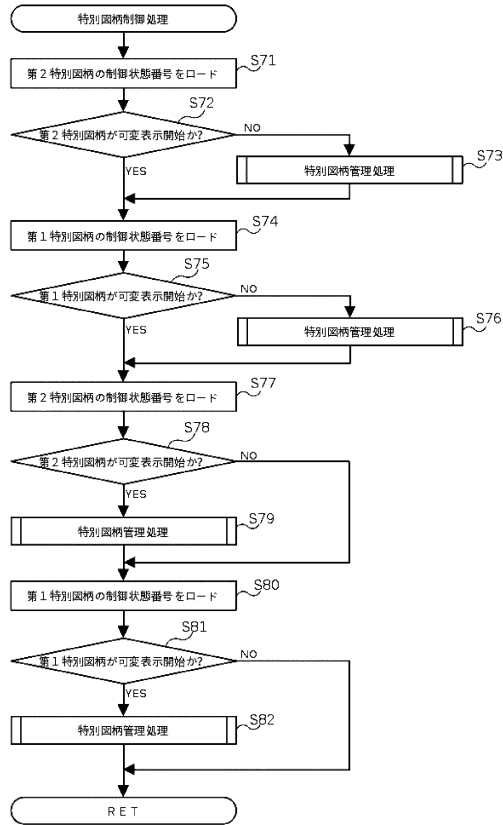 特別図柄制御処理
第2特別図柄の制御状態番号をロード
S71
第2特別図柄が可変表示開始か?
S72
NO
YES
特別図柄管理処理
S73
第1特別図柄の制御状態番号をロード
S74
第1特別図柄が可変表示開始か?
S75
NO
YES
特別図柄管理処理
S76
第2特別図柄の制御状態番号をロード
S77
第2特別図柄が可変表示開始か?
S78
NO
YES
特別図柄管理処理
S79
第1特別図柄の制御状態番号をロード
S80
第1特別図柄が可変表示開始か?
S81
NO
YES
特別図柄管理処理
S82
RET